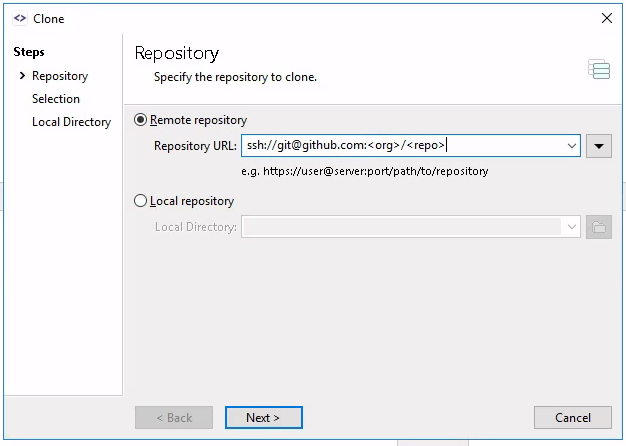 Clone
Steps
Repository
Selection
Local Directory
Repository
Specify the repository to clone.
Remote repository
Repository URL: ssh://git@github.com:<org>/<repo>
e.g. https://user@server:port/path/to/repository
Local repository
Local Directory:
< Back
Next >
Cancel